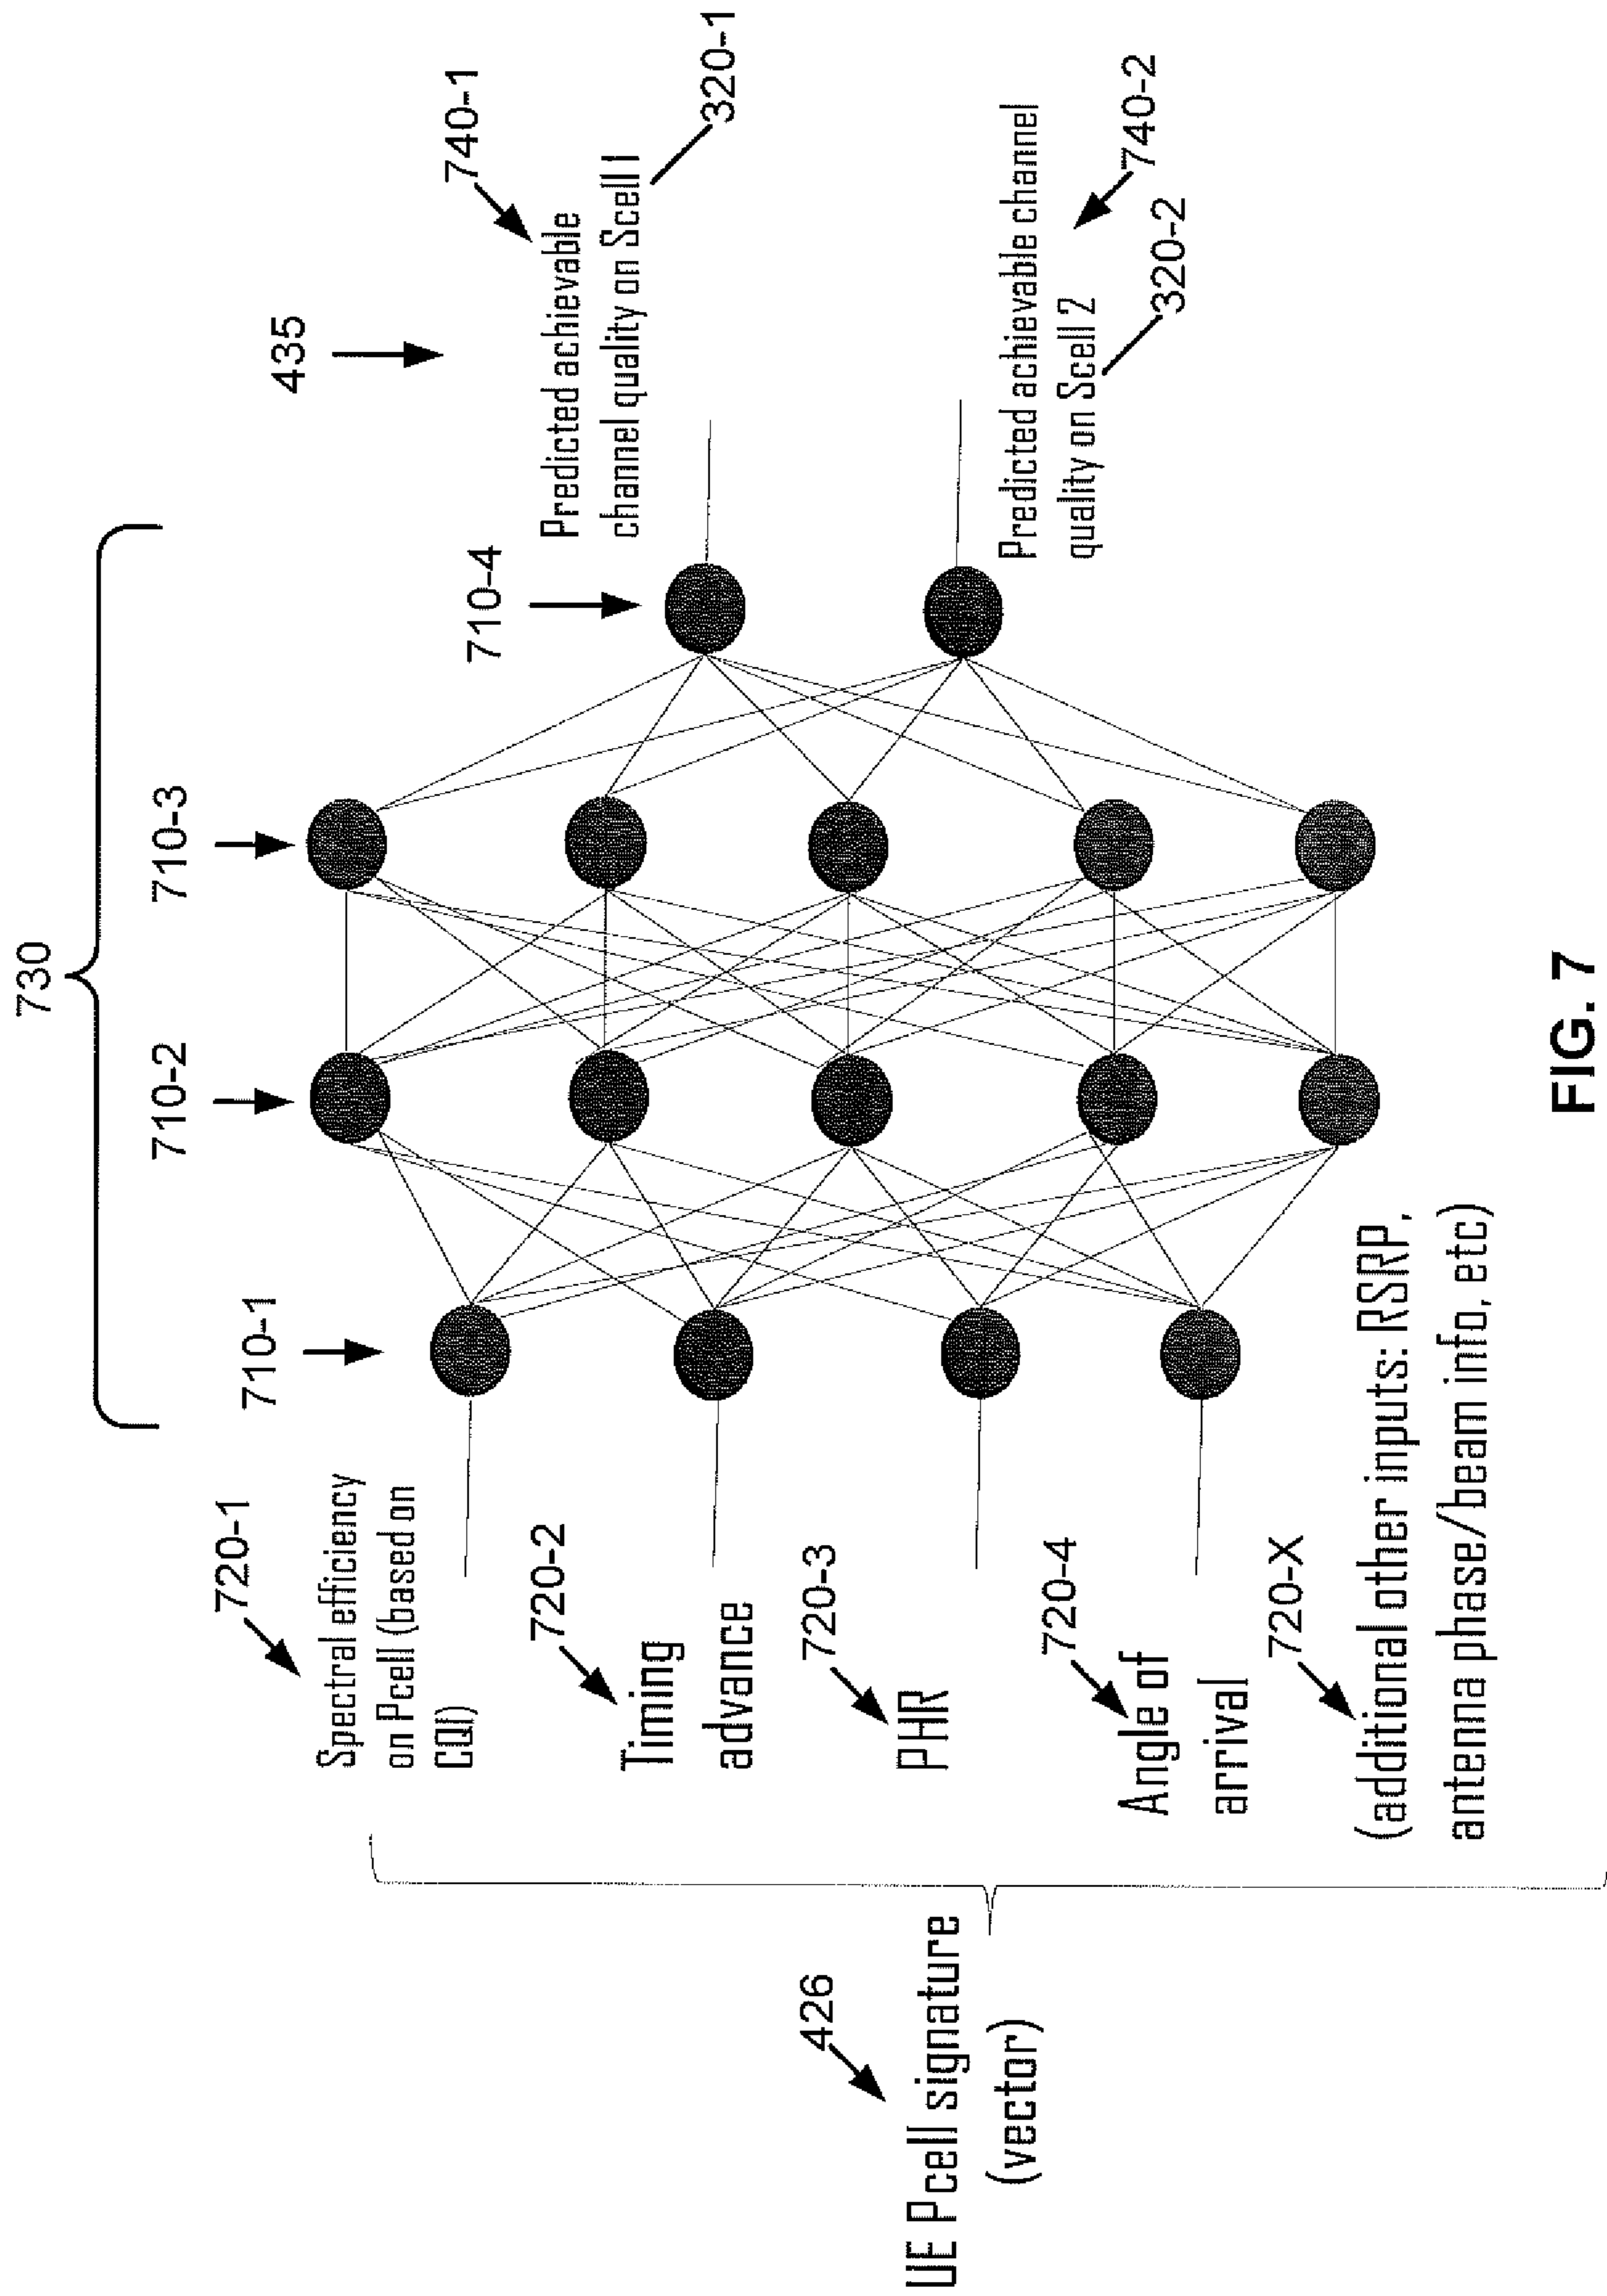 730
710-1
710-2
710-3
710-4
435
720-1
Spectral efficiency
on Pcell (based on
CQI)
720-2
Timing
advance
720-3
PHR
720-4
Angle of
arrival
720-X
(additional other inputs: RSRP,
antenna phase/beam info, etc)
426
UE Pcell signature
(vector)
740-1
Predicted achievable
channel quality on Scell 1
320-1
Predicted achievable channel
quality on Scell 2
740-2
320-2
FIG. 7